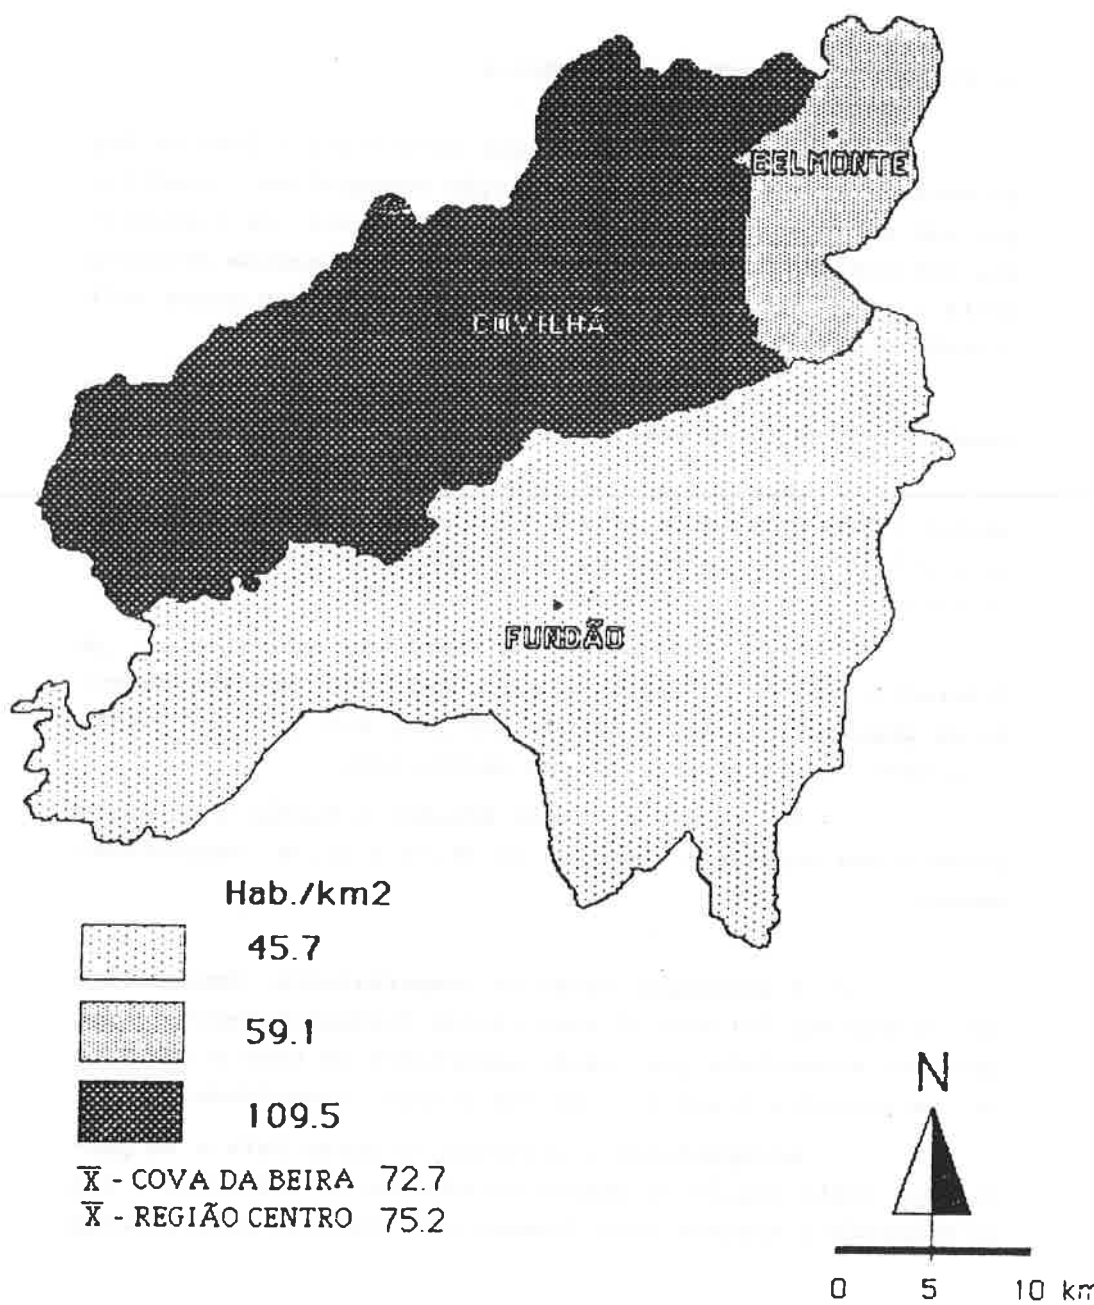 BELMONTE
COVILHÃ
FUNDÃO
Hab./km2
45.7
59.1
109.5
X̅ - COVA DA BEIRA 72.7
X̅ - REGIÃO CENTRO 75.2
N
0 5 10 km